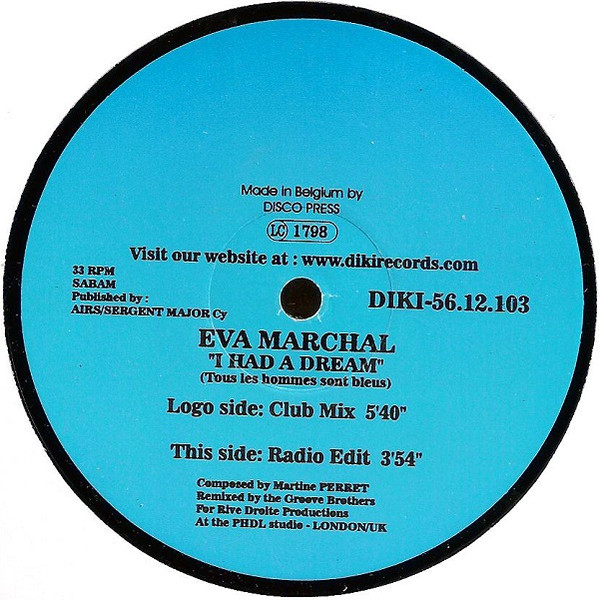 Made in Belgium by
DISCO PRESS
LC 1798
Visit our website at : www.dikirecords.com
33 RPM
SABAM
Published by :
AIRS/SERGENT MAJOR Cy
DIKI-56.12.103
EVA MARCHAL
"I HAD A DREAM"
(Tous les hommes sont bleus)
Logo side: Club Mix 5'40"
This side: Radio Edit 3'54"
Composed by Martine PERRET
Remixed by the Groove Brothers
For Rive Droite Productions
At the PHDL studio - LONDON/UK